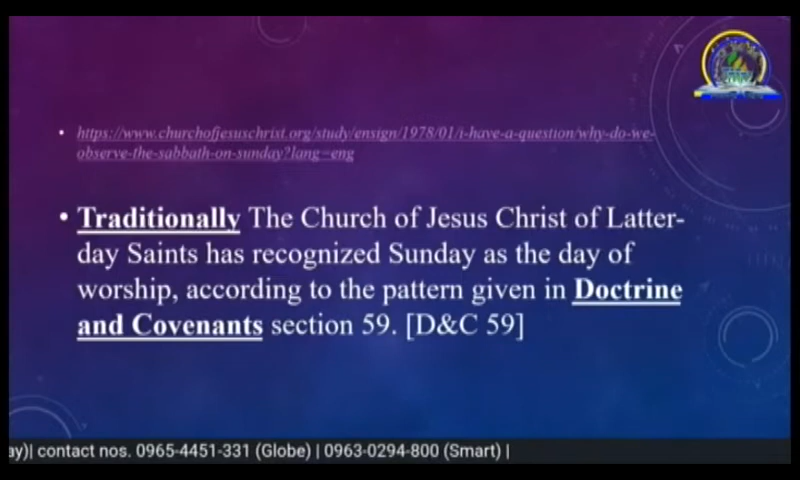 • https://www.churchofjesuschrist.org/study/ensign/1978/01/i-have-a-question/why-do-we-
observe-the-sabbath-on-sunday?lang=eng
• Traditionally The Church of Jesus Christ of Latter-
day Saints has recognized Sunday as the day of
worship, according to the pattern given in Doctrine
and Covenants section 59. [D&C 59]
ay)| contact nos. 0965-4451-331 (Globe) | 0963-0294-800 (Smart) |